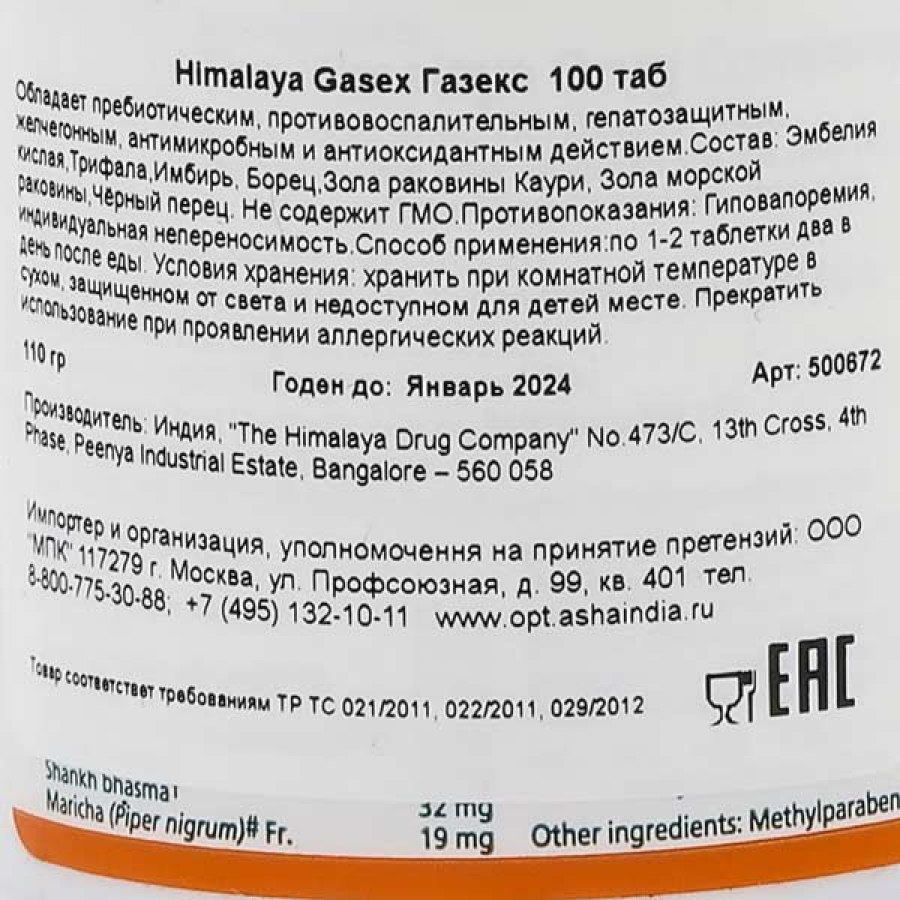 Himalaya Gasex Газекс 100 таб
Обладает пребиотическим, противовоспалительным, гепатозащитным,
желчегонным, антимикробным и антиоксидантным действием.Состав: Эмбелия
кислая,Трифала,Имбирь, Борец,Зола раковины Каури, Зола морской
раковины,Чёрный перец. Не содержит ГМО.Противопоказания: Гиповапоремия,
индивидуальная непереносимость.Способ применения:по 1-2 таблетки два в
день после еды. Условия хранения: хранить при комнатной температуре в
сухом, защищенном от света и недоступном для детей месте. Прекратить
использование при проявлении аллергических реакций.
110 гр
Годен до: Январь 2024
Арт: 500672
Производитель: Индия, "The Himalaya Drug Company" No.473/C, 13th Cross, 4th
Phase, Peenya Industrial Estate, Bangalore – 560 058
Импортер и организация, уполномочення на принятие претензий: ООО
"МПК" 117279 г. Москва, ул. Профсоюзная, д. 99, кв. 401 тел.
8-800-775-30-88; +7 (495) 132-10-11 www.opt.ashaindia.ru
Товар соответствует требованиям ТР ТС 021/2011, 022/2011, 029/2012
EAC
Shankh bhasma 32 mg
Maricha (Piper nigrum)# Fr. 19 mg
Other ingredients: Methylparaben